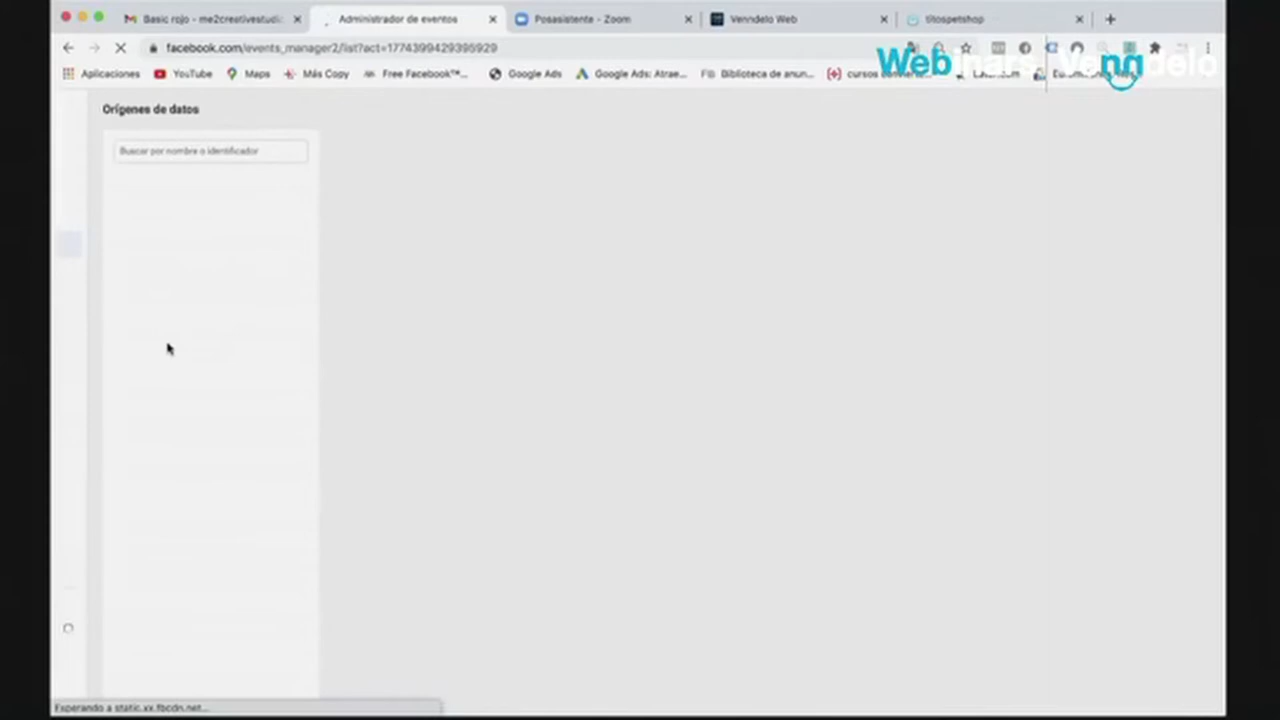 Basic rojo - me2creativestudi
Administrador de eventos
Posasistente - Zoom
Venndelo Web
titospetshop
facebook.com/events_manager2/list?act=1774399429395929
Webinars Venndelo
Aplicaciones
YouTube
Maps
Más Copy
Free Facebook™...
Google Ads
Google Ads: Atrae...
Biblioteca de anun...
cursos
Orígenes de datos
Buscar por nombre o identificador
Esperando a static.xx.fbcdn.net...